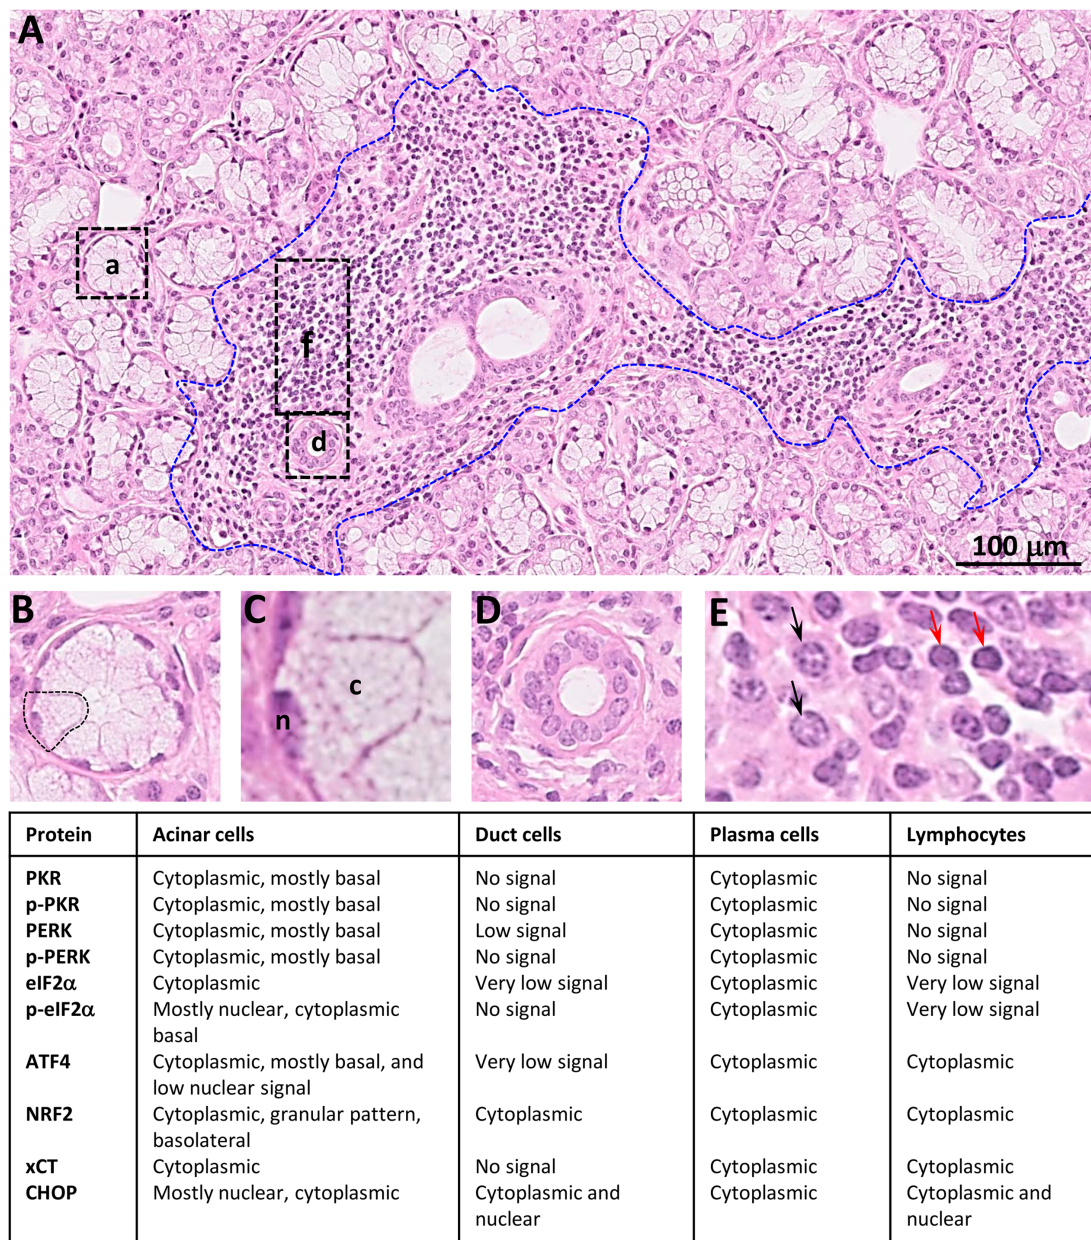 A
a
f
d
100 μm
B
C
c
n
D
E
Protein Acinar cells Duct cells Plasma cells Lymphocytes
PKR Cytoplasmic, mostly basal No signal Cytoplasmic No signal
p-PKR Cytoplasmic, mostly basal No signal Cytoplasmic No signal
PERK Cytoplasmic, mostly basal Low signal Cytoplasmic No signal
p-PERK Cytoplasmic, mostly basal No signal Cytoplasmic No signal
eIF2α Cytoplasmic Very low signal Cytoplasmic Very low signal
p-eIF2α Mostly nuclear, cytoplasmic No signal Cytoplasmic Very low signal
basal
ATF4 Cytoplasmic, mostly basal, and Very low signal Cytoplasmic Cytoplasmic
low nuclear signal
NRF2 Cytoplasmic, granular pattern, Cytoplasmic Cytoplasmic Cytoplasmic
basolateral
xCT Cytoplasmic No signal Cytoplasmic Cytoplasmic
CHOP Mostly nuclear, cytoplasmic Cytoplasmic and Cytoplasmic Cytoplasmic and
nuclear nuclear